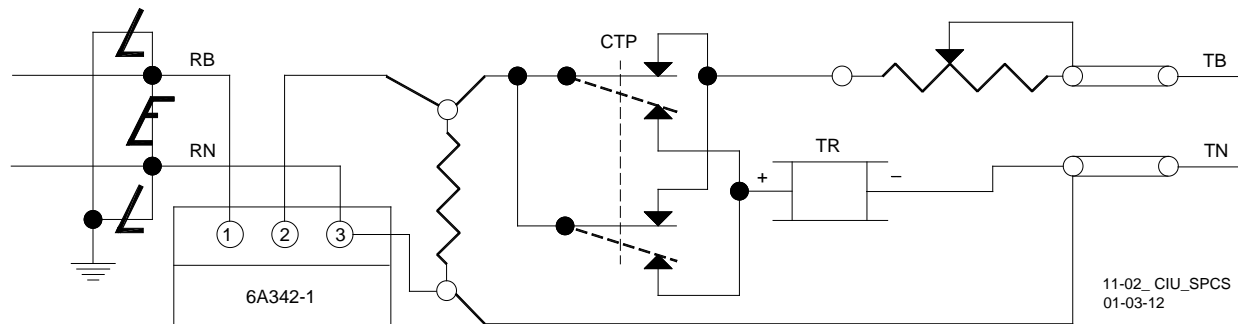 CTP
RB
TB
RN
TR
TN
+
–
1 2 3
6A342-1
11-02_ CIU_SPCS
01-03-12